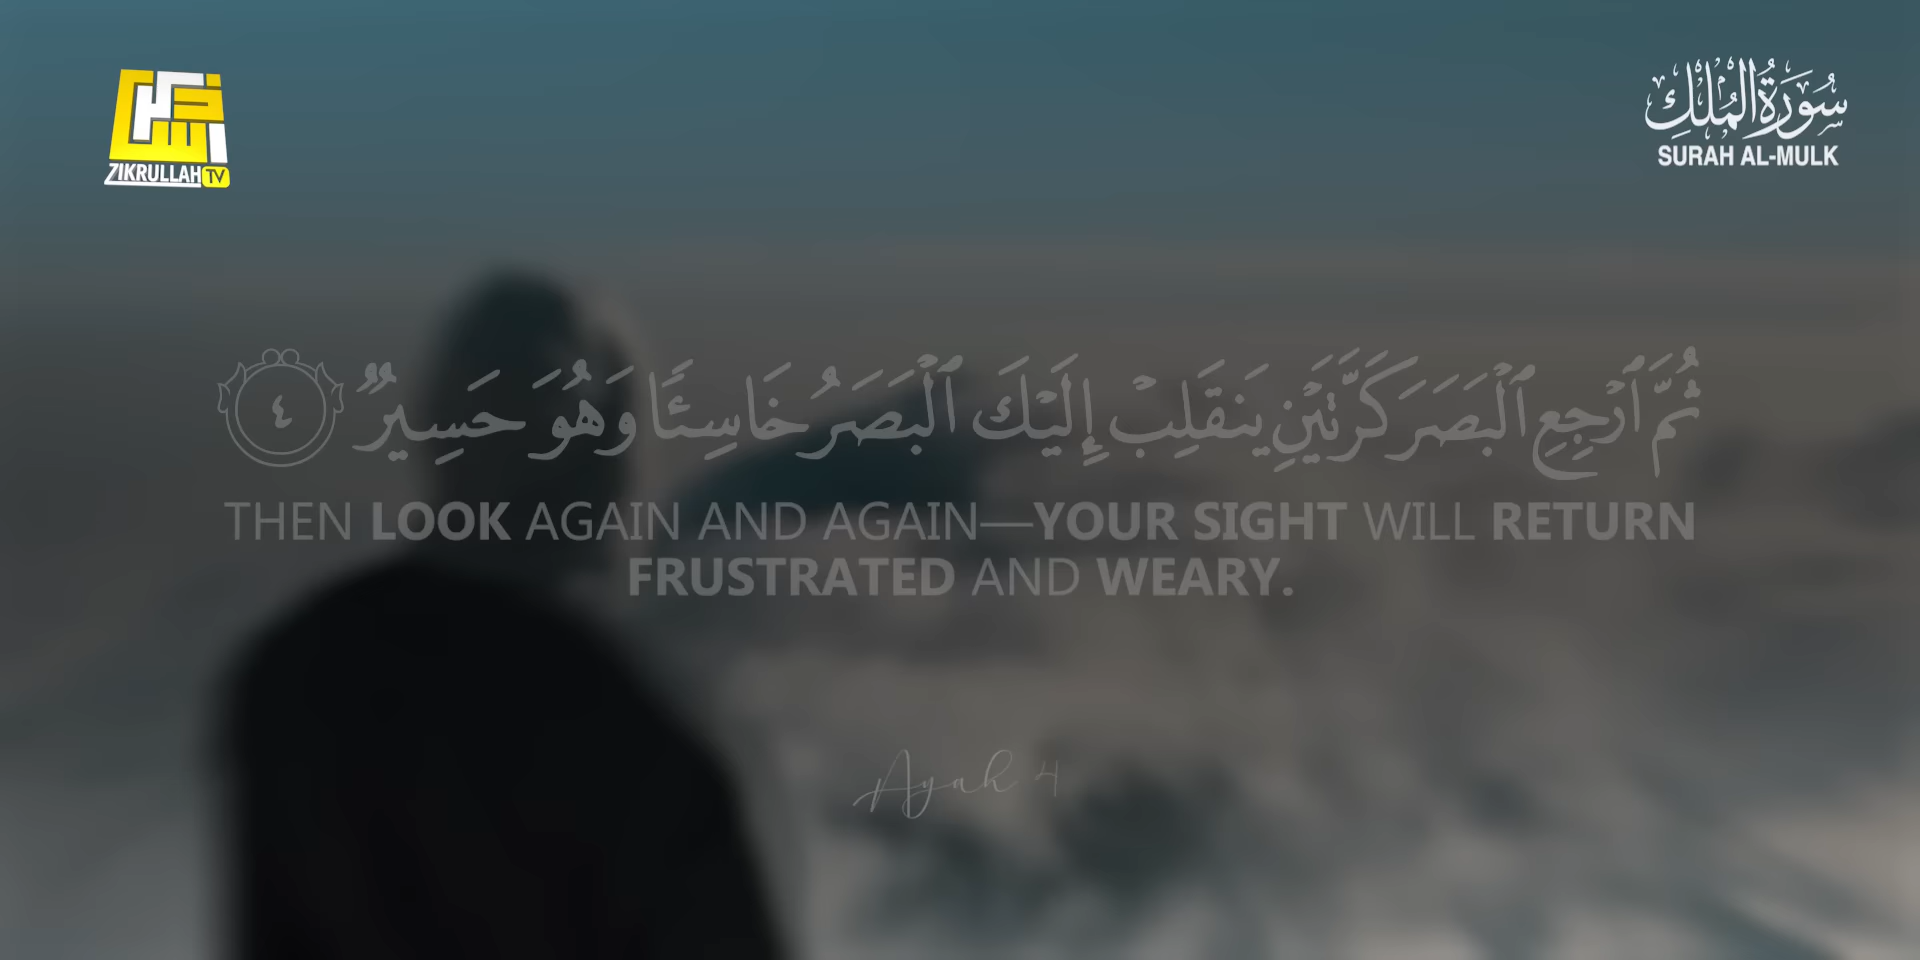 ZIKRULLAH TV
سُورَةُ الْمُلْكِ
SURAH AL-MULK
ثُمَّ ٱرْجِعِ ٱلْبَصَرَ كَرَّتَيْنِ يَنقَلِبْ إِلَيْكَ ٱلْبَصَرُ خَاسِئًا وَهُوَ حَسِيرٌ ٤
THEN LOOK AGAIN AND AGAIN—YOUR SIGHT WILL RETURN
FRUSTRATED AND WEARY.
Ayah 4